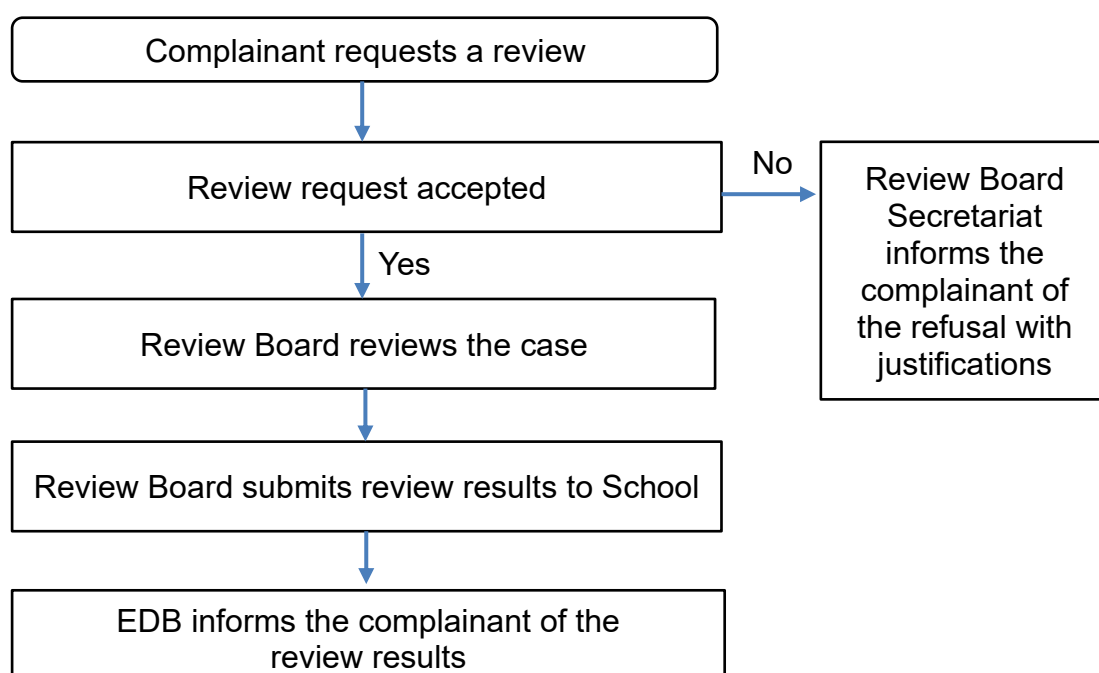 Complainant requests a review
Review request accepted
No
Review Board
Secretariat
informs the
complainant of
the refusal with
justifications
Yes
Review Board reviews the case
Review Board submits review results to School
EDB informs the complainant of the
review results